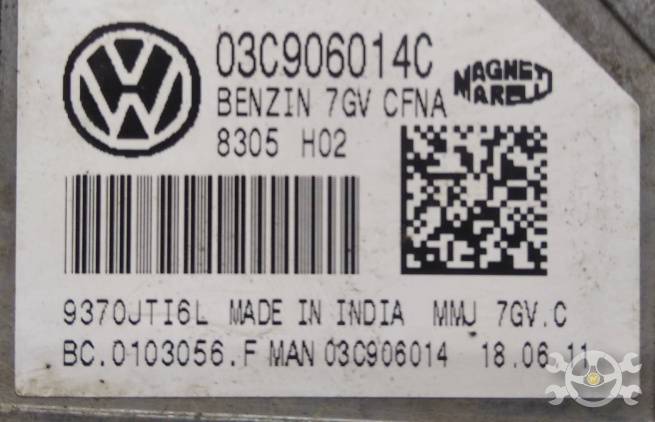 03C906014C
BENZIN 7GV CFNA
MAGNETI
MARELLI
8305 H02
9370JTI6L MADE IN INDIA MMJ 7GV.C
BC.0103056.F MAN 03C906014 18.06.11